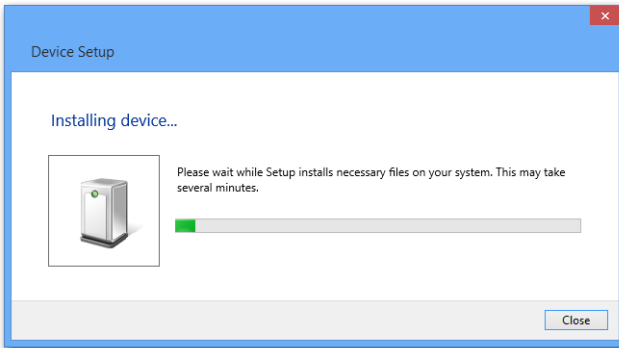 Device Setup
Installing device...
Please wait while Setup installs necessary files on your system. This may take
several minutes.
Close